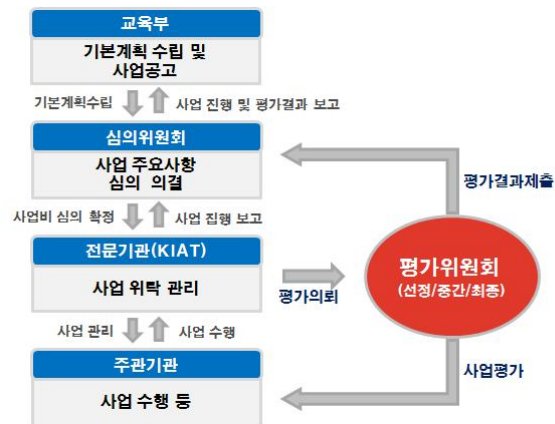 교육부
기본계획 수립 및
사업공고
기본계획수립
사업 진행 및 평가결과 보고
심의위원회
사업 주요사항
심의 의결
평가결과제출
사업비 심의 확정
사업 집행 보고
전문기관(KIAT)
사업 위탁 관리
평가의뢰
평가위원회
(선정/중간/최종)
사업 관리
사업 수행
주관기관
사업 수행 등
사업평가